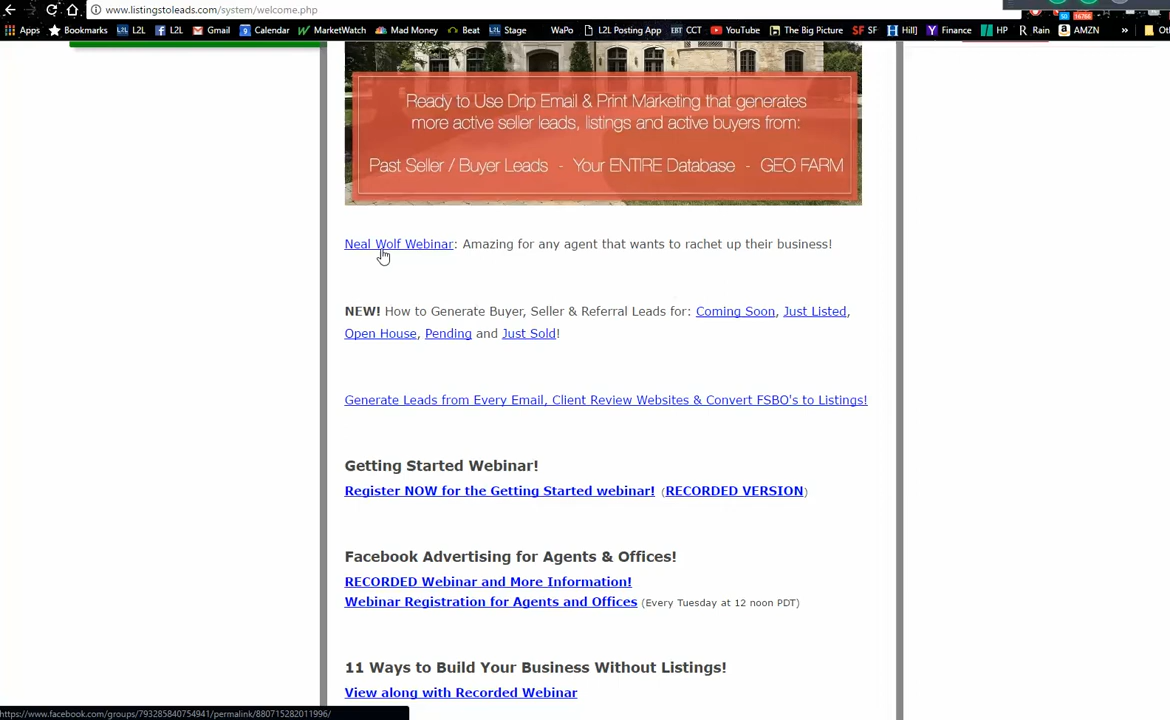 www.listingstoleads.com/system/welcome.php
Apps Bookmarks L2L L2L Gmail Calendar MarketWatch Mad Money Beat Stage WaPo L2L Posting App CCT YouTube The Big Picture SF Hill] Finance HP Rain AMZN »
Ready to Use Drip Email & Print Marketing that generates
more active seller leads, listings and active buyers from:
Past Seller / Buyer Leads - Your ENTIRE Database - GEO FARM
Neal Wolf Webinar: Amazing for any agent that wants to rachet up their business!
NEW! How to Generate Buyer, Seller & Referral Leads for: Coming Soon, Just Listed,
Open House, Pending and Just Sold!
Generate Leads from Every Email, Client Review Websites & Convert FSBO's to Listings!
Getting Started Webinar!
Register NOW for the Getting Started webinar! (RECORDED VERSION)
Facebook Advertising for Agents & Offices!
RECORDED Webinar and More Information!
Webinar Registration for Agents and Offices (Every Tuesday at 12 noon PDT)
11 Ways to Build Your Business Without Listings!
View along with Recorded Webinar
https://www.facebook.com/groups/793285840754941/permalink/880715282011996/